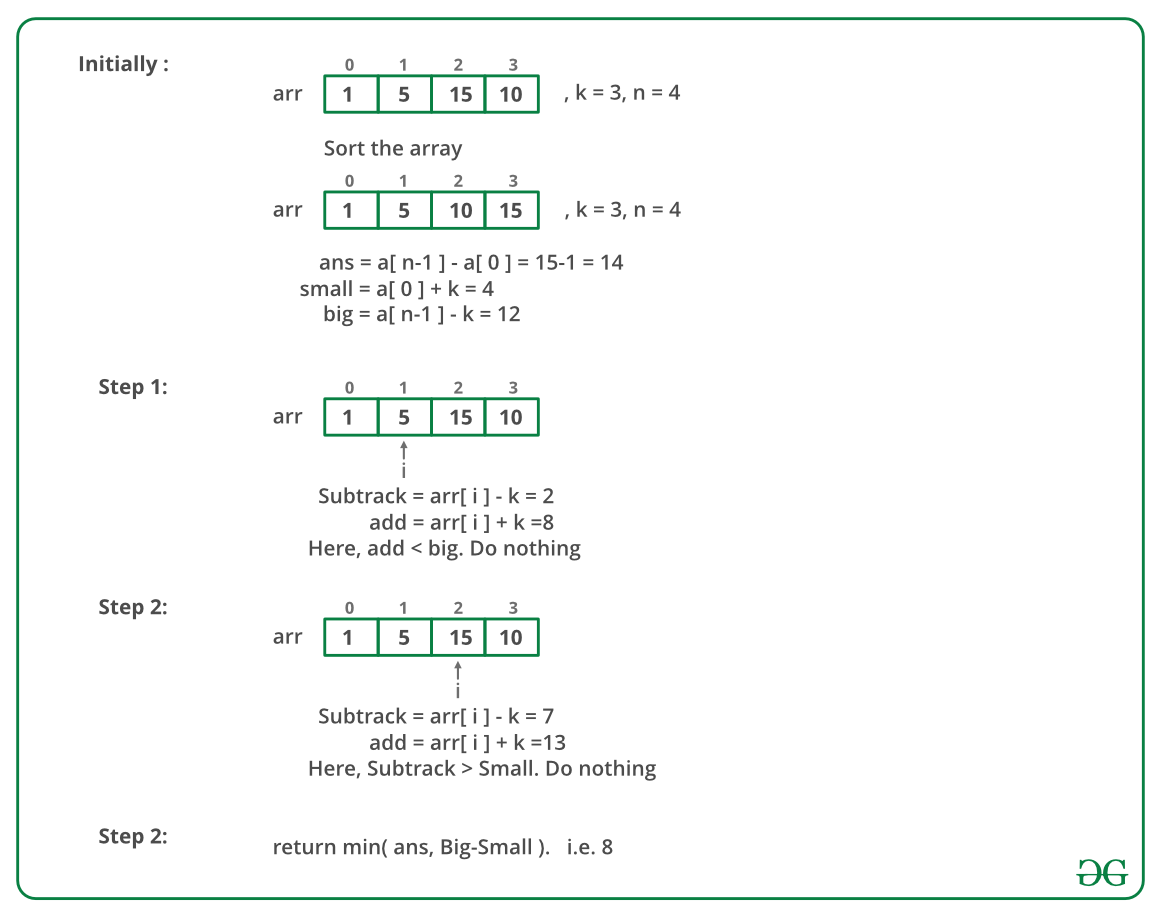 Initially :
0 1 2 3
arr 1 5 15 10 , k = 3, n = 4
Sort the array
0 1 2 3
arr 1 5 10 15 , k = 3, n = 4
ans = a[ n-1 ] - a[ 0 ] = 15-1 = 14
small = a[ 0 ] + k = 4
big = a[ n-1 ] - k = 12
Step 1:
0 1 2 3
arr 1 5 15 10
i
Subtrack = arr[ i ] - k = 2
add = arr[ i ] + k =8
Here, add < big. Do nothing
Step 2:
0 1 2 3
arr 1 5 15 10
i
Subtrack = arr[ i ] - k = 7
add = arr[ i ] + k =13
Here, Subtrack > Small. Do nothing
Step 2:
return min( ans, Big-Small ). i.e. 8